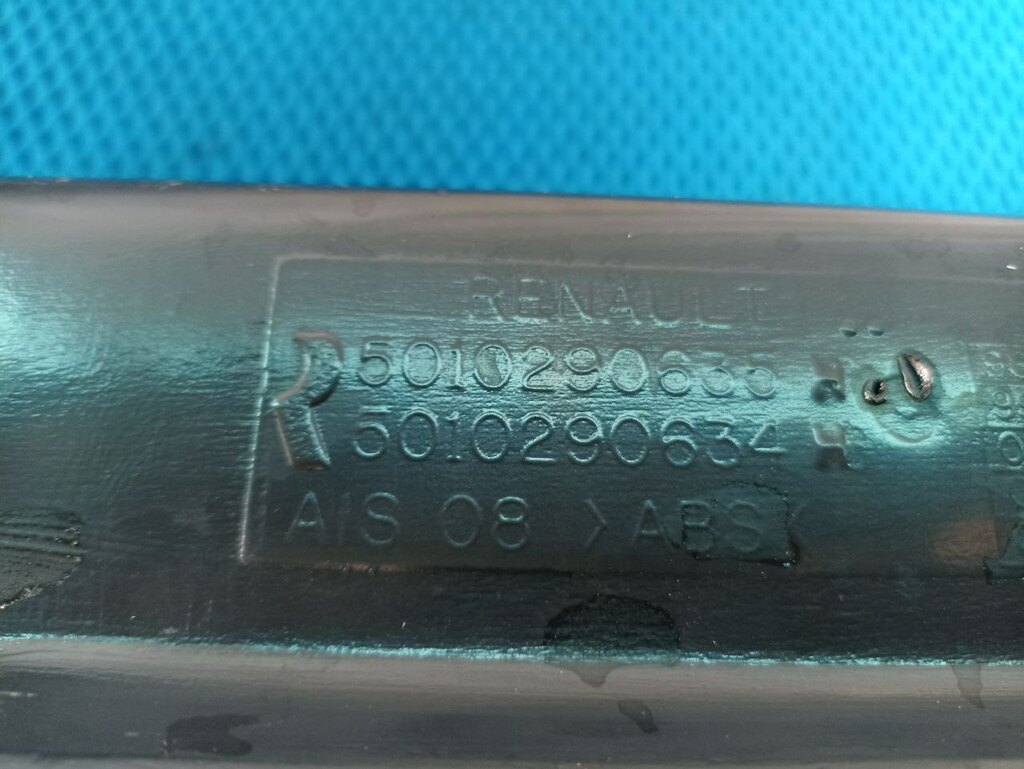 RENAULT
R 5010290635
5010290634
AIS 08 >ABS<